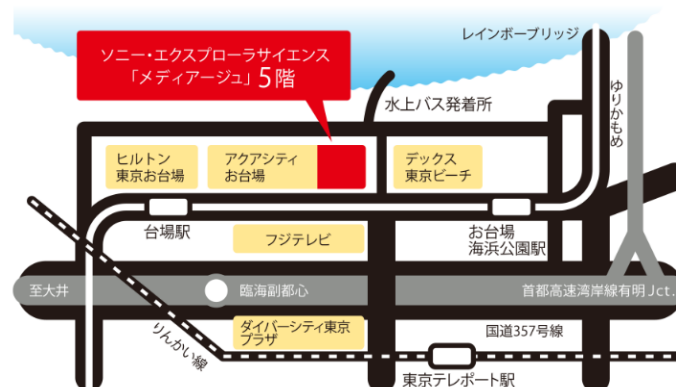 レインボーブリッジ
ソニー・エクスプローラサイエンス
「メディアージュ」5階
ゆりかもめ
水上バス発着所
ヒルトン
東京お台場
アクアシティ
お台場
デックス
東京ビーチ
台場駅
フジテレビ
お台場
海浜公園駅
至大井
臨海副都心
首都高速湾岸線有明Jct.
りんかい線
ダイバーシティ東京
プラザ
国道357号線
東京テレポート駅